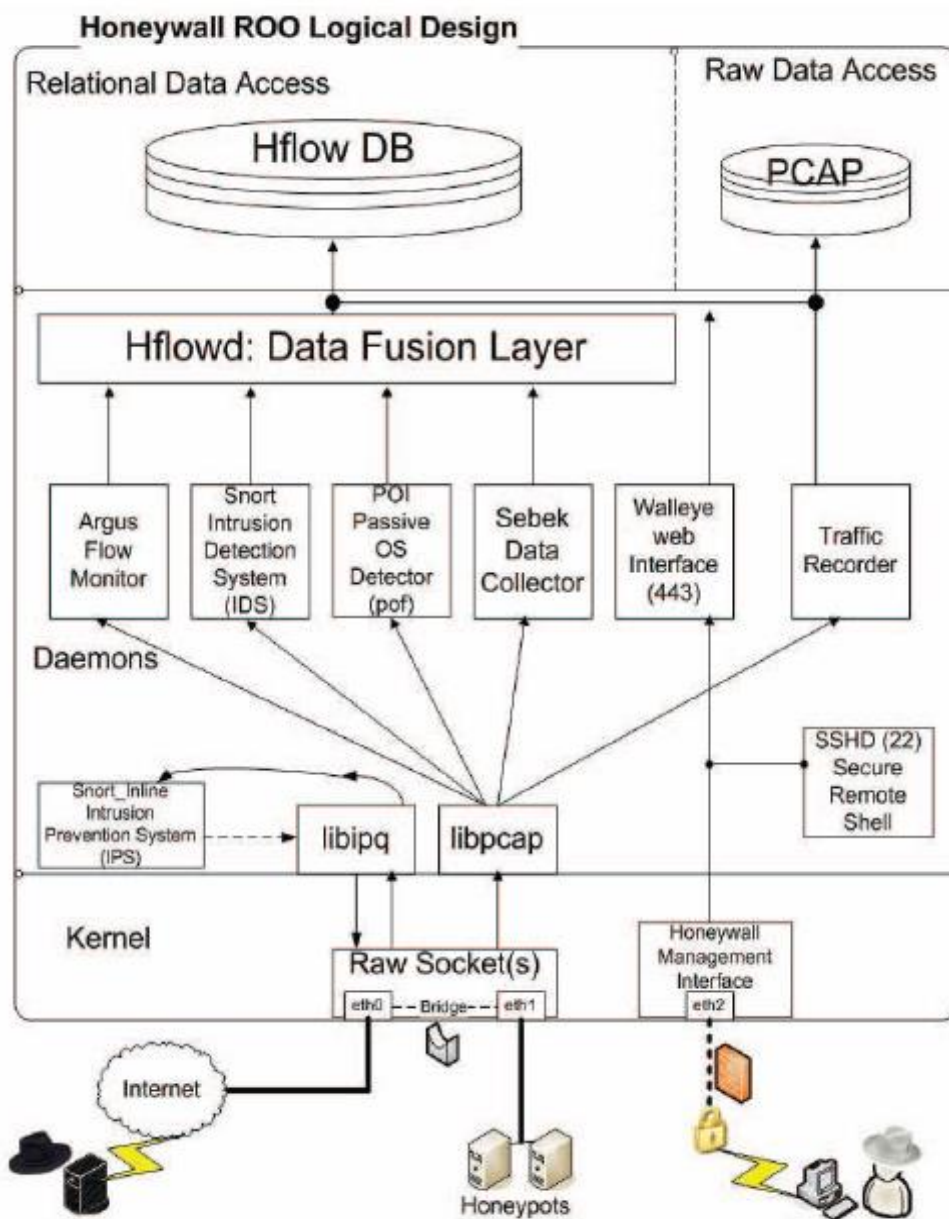 Honeywall ROO Logical Design
Relational Data Access
Raw Data Access
Hflow DB
PCAP
Hflowd: Data Fusion Layer
Argus
Flow
Monitor
Snort
Intrusion
Detection
System
(IDS)
POI
Passive
OS
Detector
(pof)
Sebek
Data
Collector
Walleye
web
Interface
(443)
Traffic
Recorder
Daemons
SSHD (22)
Secure
Remote
Shell
Snort_Inline
Intrusion
Prevention System
(IPS)
libipq
libpcap
Kernel
Raw Socket(s)
eth0
Bridge
eth1
Honeywall
Management
Interface
eth2
Internet
Honeypots